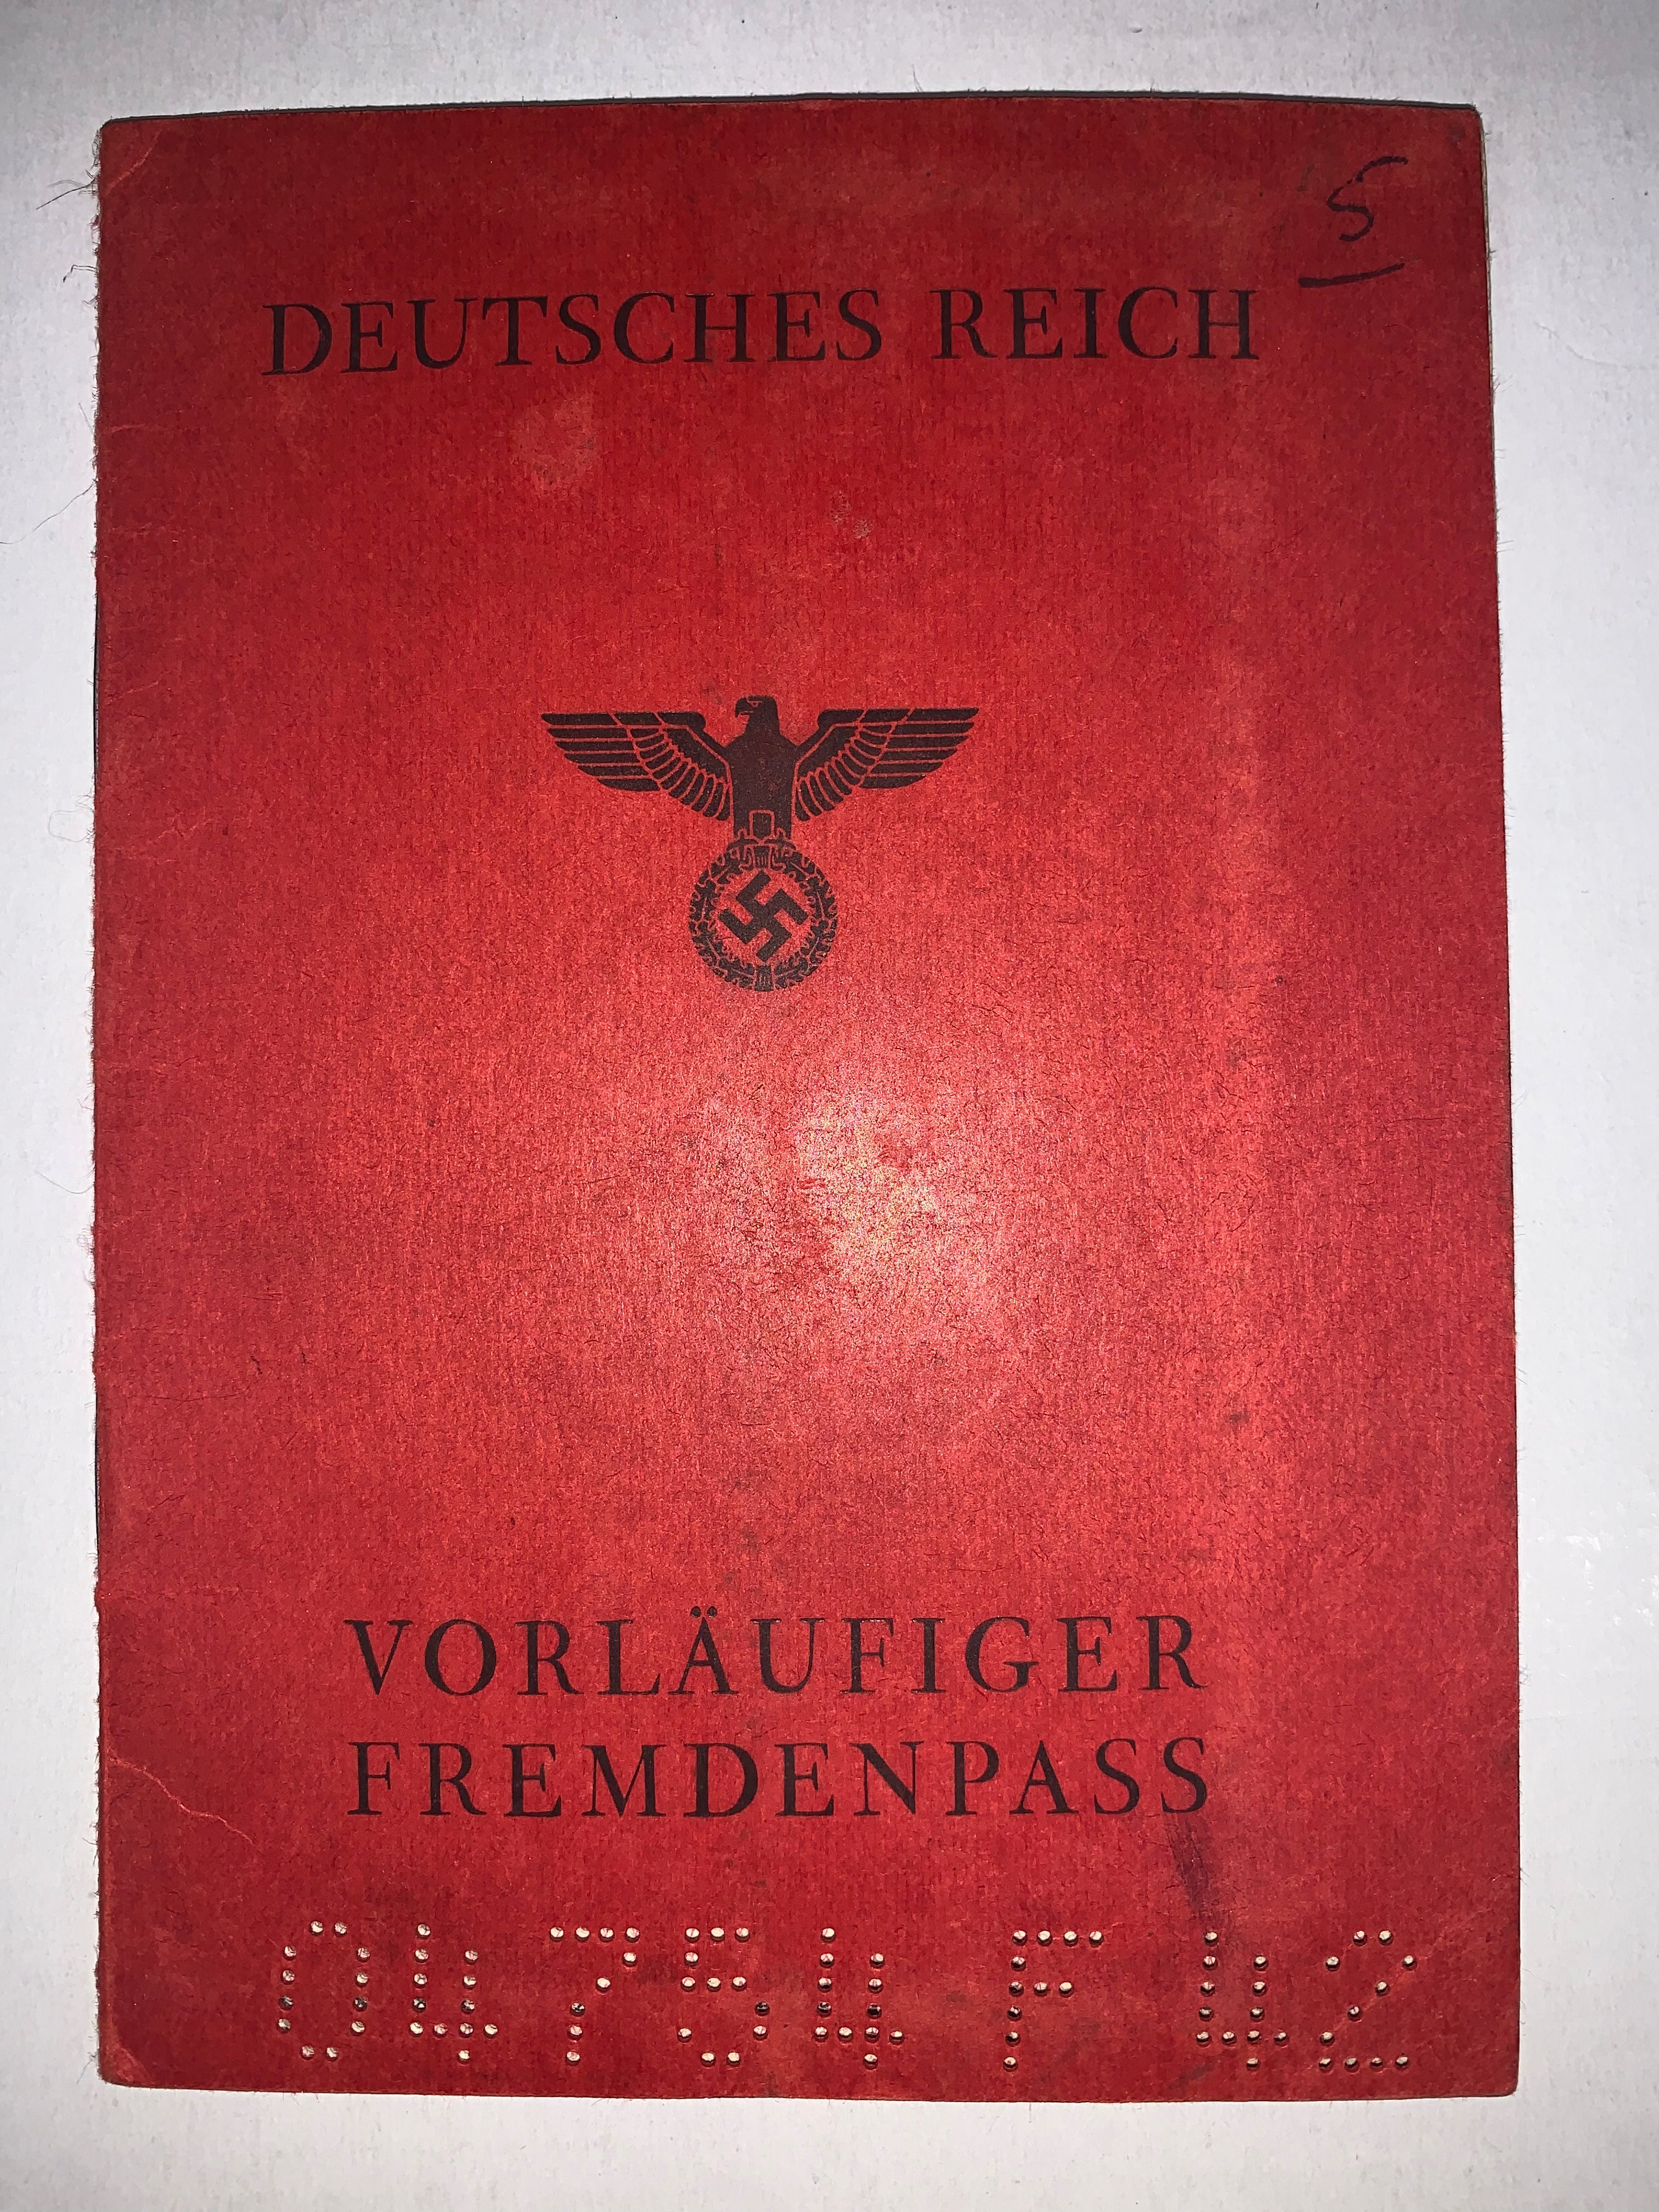 5
DEUTSCHES REICH
VORLÄUFIGER
FREMDENPASS
04754 F 42